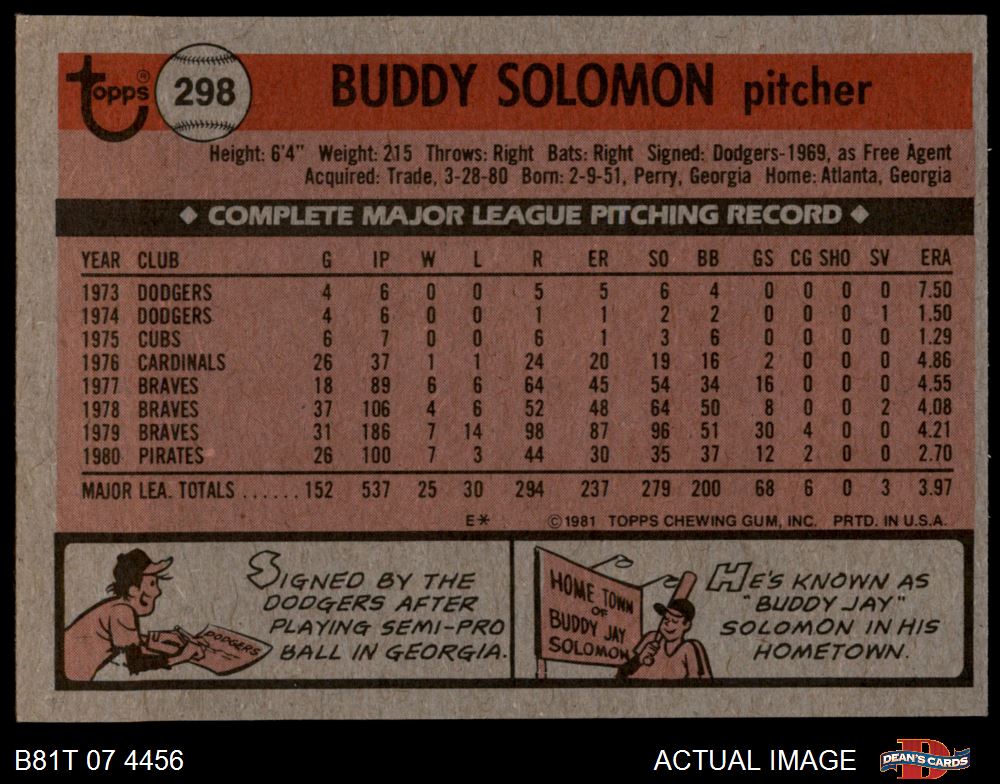 Topps® 298 BUDDY SOLOMON pitcher
Height: 6'4" Weight: 215 Throws: Right Bats: Right Signed: Dodgers-1969, as Free Agent
Acquired: Trade, 3-28-80 Born: 2-9-51, Perry, Georgia Home: Atlanta, Georgia
◆ COMPLETE MAJOR LEAGUE PITCHING RECORD ◆
YEAR CLUB G IP W L R ER SO BB GS CG SHO SV ERA
1973 DODGERS 4 6 0 0 5 5 6 4 0 0 0 0 7.50
1974 DODGERS 4 6 0 0 1 1 2 2 0 0 0 1 1.50
1975 CUBS 6 7 0 0 6 1 3 6 0 0 0 0 1.29
1976 CARDINALS 26 37 1 1 24 20 19 16 2 0 0 0 4.86
1977 BRAVES 18 89 6 6 64 45 54 34 16 0 0 0 4.55
1978 BRAVES 37 106 4 6 52 48 64 50 8 0 0 2 4.08
1979 BRAVES 31 186 7 14 98 87 96 51 30 4 0 0 4.21
1980 PIRATES 26 100 7 3 44 30 35 37 12 2 0 0 2.70
MAJOR LEA. TOTALS ...... 152 537 25 30 294 237 279 200 68 6 0 3 3.97
E* ©1981 TOPPS CHEWING GUM, INC. PRTD. IN U.S.A.
SIGNED BY THE
DODGERS AFTER
PLAYING SEMI-PRO
BALL IN GEORGIA.
DODGERS
HOME TOWN
OF
BUDDY JAY
SOLOMON
HE'S KNOWN AS
"BUDDY JAY"
SOLOMON IN HIS
HOMETOWN.
B81T 07 4456 ACTUAL IMAGE DEAN'S CARDS